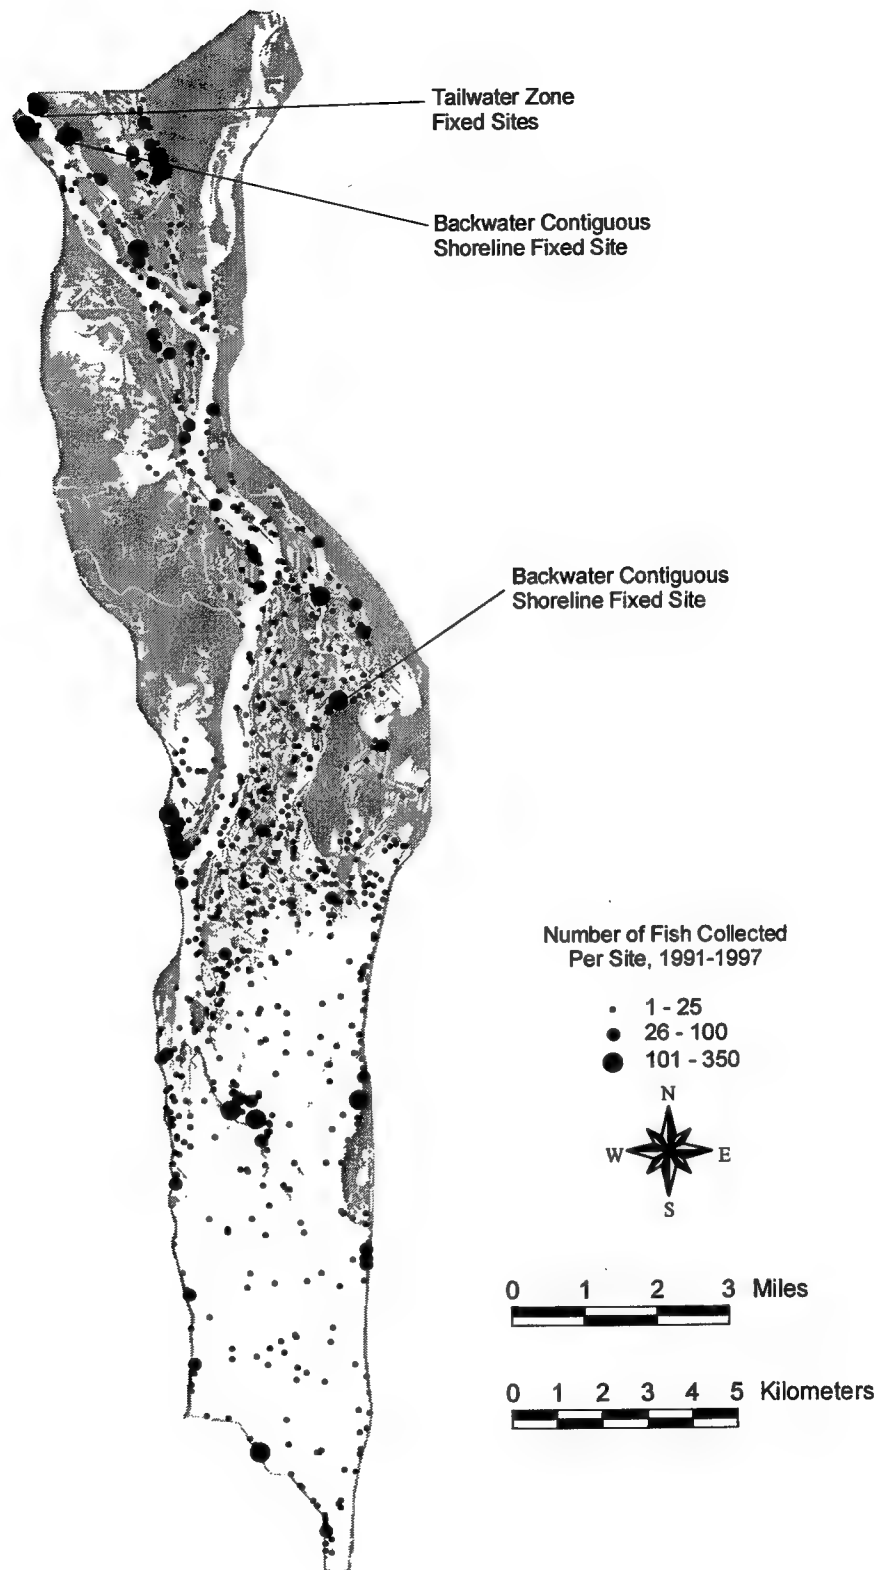 Tailwater Zone
Fixed Sites
Backwater Contiguous
Shoreline Fixed Site
Backwater Contiguous
Shoreline Fixed Site
Number of Fish Collected
Per Site, 1991-1997
1 - 25
26 - 100
101 - 350
N
W E
S
0 1 2 3 Miles
0 1 2 3 4 5 Kilometers